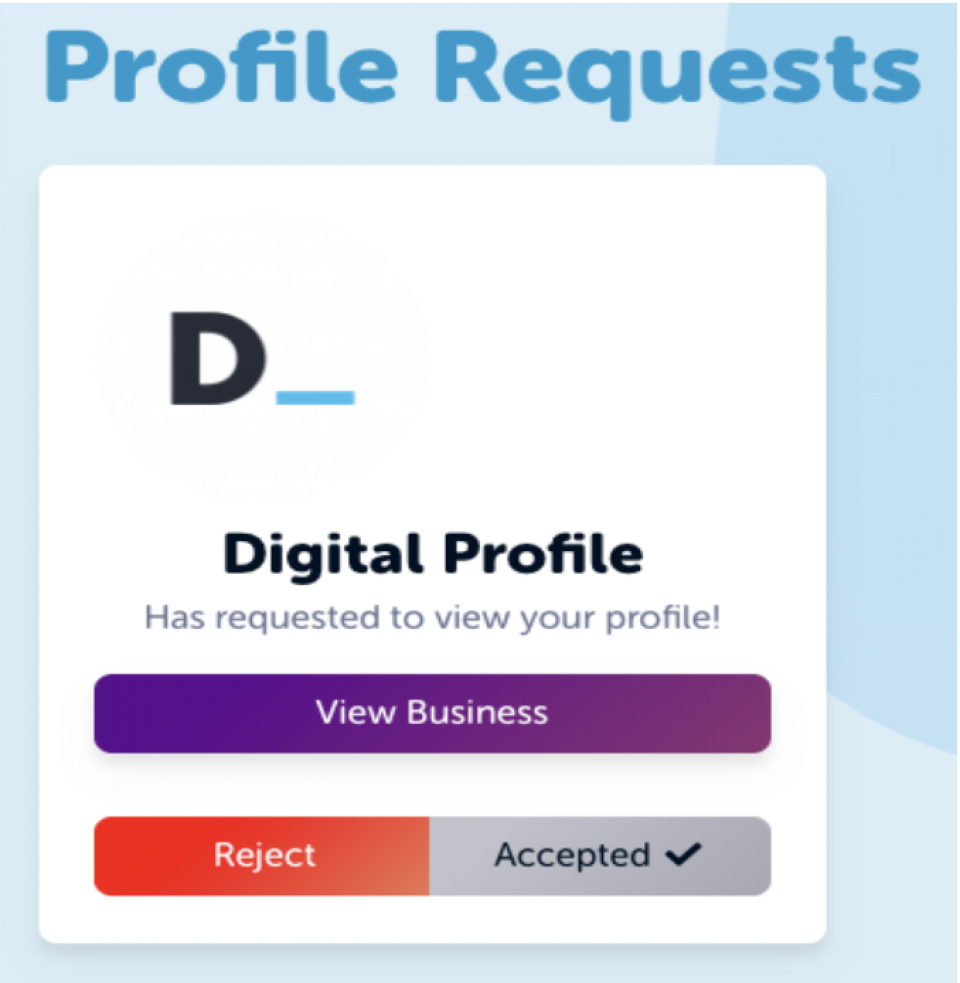 Profile Requests
D_
Digital Profile
Has requested to view your profile!
View Business
Reject
Accepted ✔